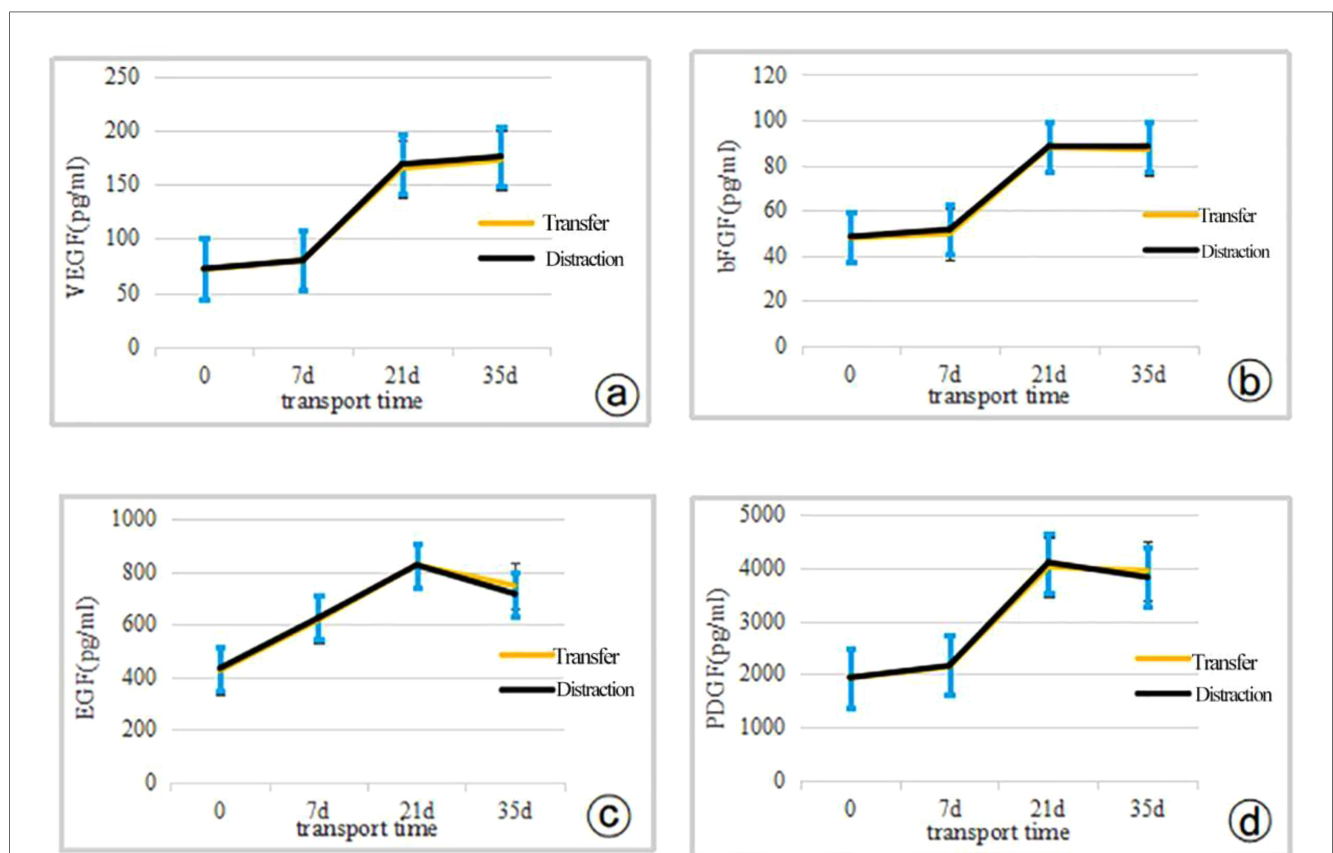 250
200
150
100
50
0
VEGF(pg/ml)
Transfer
Distraction
0 7d 21d 35d
transport time
a
120
100
80
60
40
20
0
bFGF(pg/ml)
Transfer
Distraction
0 7d 21d 35d
transport time
b
1000
800
600
400
200
0
EGF(pg/ml)
Transfer
Distraction
0 7d 21d 35d
transport time
c
5000
4000
3000
2000
1000
0
PDGF(pg/ml)
Transfer
Distraction
0 7d 21d 35d
transport time
d